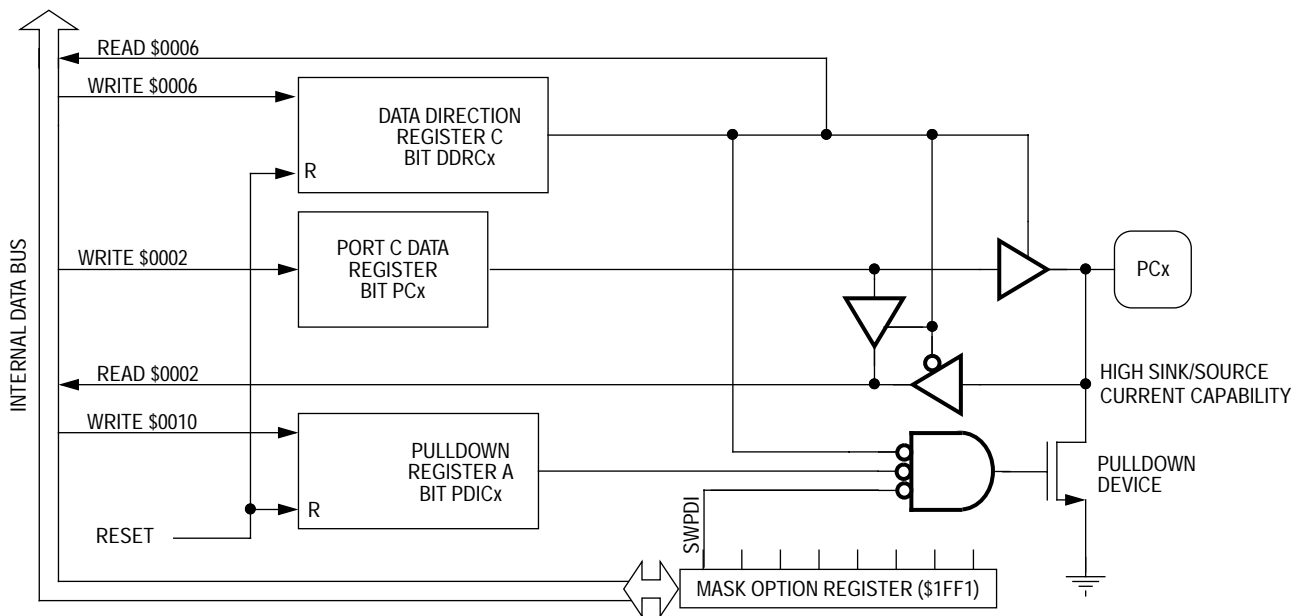 READ $0006
WRITE $0006
DATA DIRECTION
REGISTER C
BIT DDRCx
R
INTERNAL DATA BUS
WRITE $0002
PORT C DATA
REGISTER
BIT PCx
PCx
READ $0002
HIGH SINK/SOURCE
CURRENT CAPABILITY
WRITE $0010
PULLDOWN
REGISTER A
BIT PDICx
R
PULLDOWN
DEVICE
RESET
SWPDI
MASK OPTION REGISTER ($1FF1)